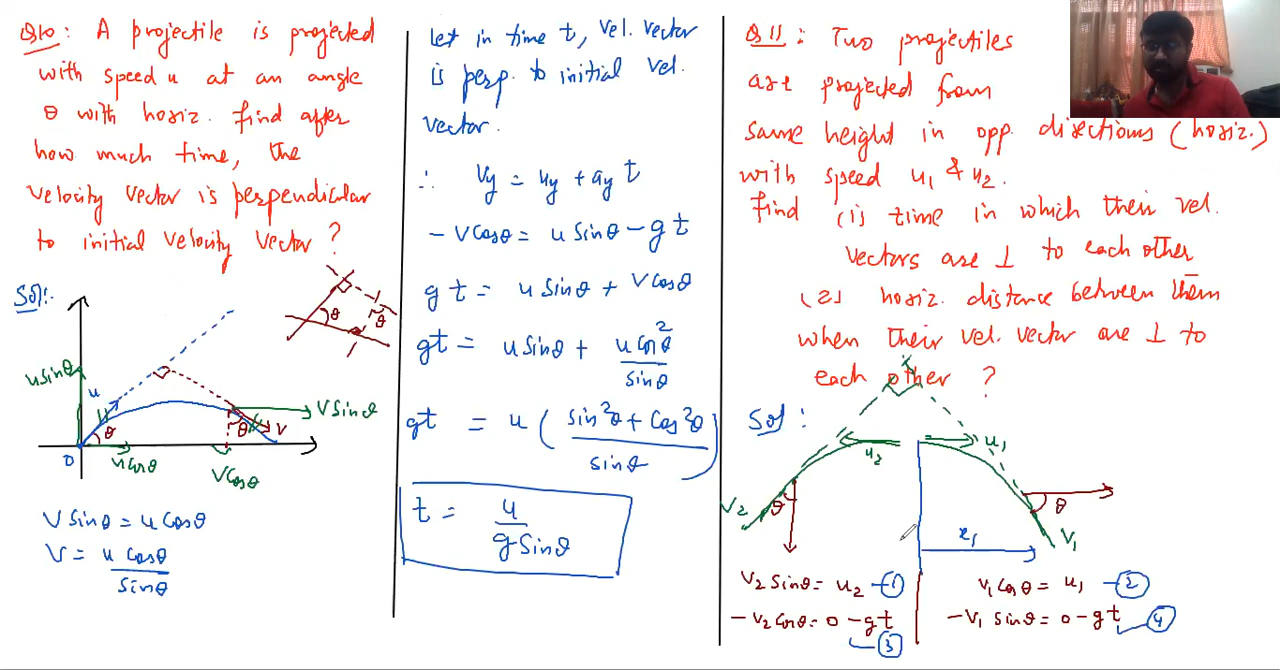 Q10: A projectile is projected
with speed u at an angle
θ with horiz. find after
how much time, the
velocity vector is perpendicular
to initial velocity vector?
Sol:
θ
θ
usinθ
u
θ
O
ucosθ
θ
v
Vsinθ
Vcosθ
V sinθ = u cosθ
V = u cosθ / sinθ
let in time t, vel. vector
is perp. to initial vel.
vector.
∴ Vy = uy + ay t
- V cosθ = u sinθ - g t
g t = u sinθ + V cosθ
gt = u sinθ + u cos²θ / sinθ
gt = u ( sin²θ + cos²θ / sinθ )
t = u / g sinθ
Q11: Two projectiles
are projected from
same height in opp. directions (horiz.)
with speed u₁ & u₂.
find (1) time in which their vel.
vectors are ⊥ to each other
(2) horiz. distance between them
when their vel. vector are ⊥ to
each other ?
Sol:
u₂
u₁
V₂
θ
θ
V₁
x₁
V₂ sinθ = u₂ - ①
- V₂ cosθ = 0 - gt
③
V₁ cosθ = u₁ - ②
- V₁ sinθ = 0 - gt ④